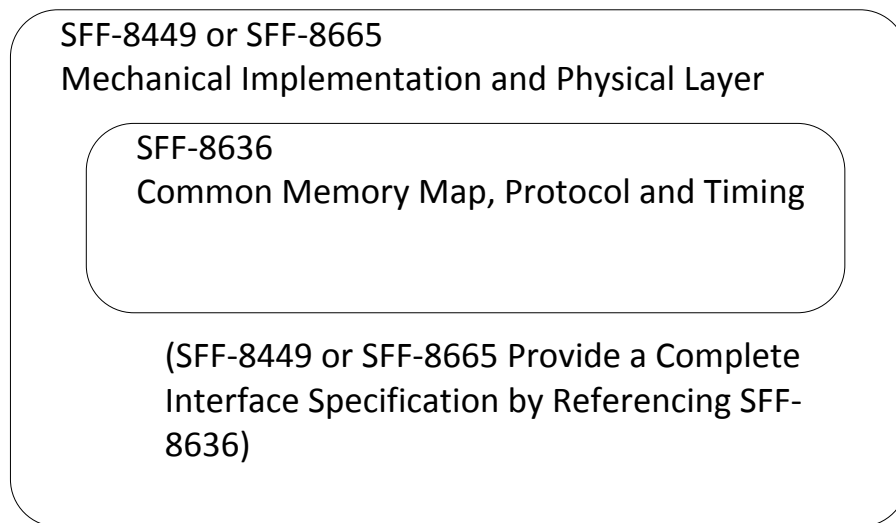 SFF-8449 or SFF-8665
Mechanical Implementation and Physical Layer
SFF-8636
Common Memory Map, Protocol and Timing
(SFF-8449 or SFF-8665 Provide a Complete
Interface Specification by Referencing SFF-
8636)